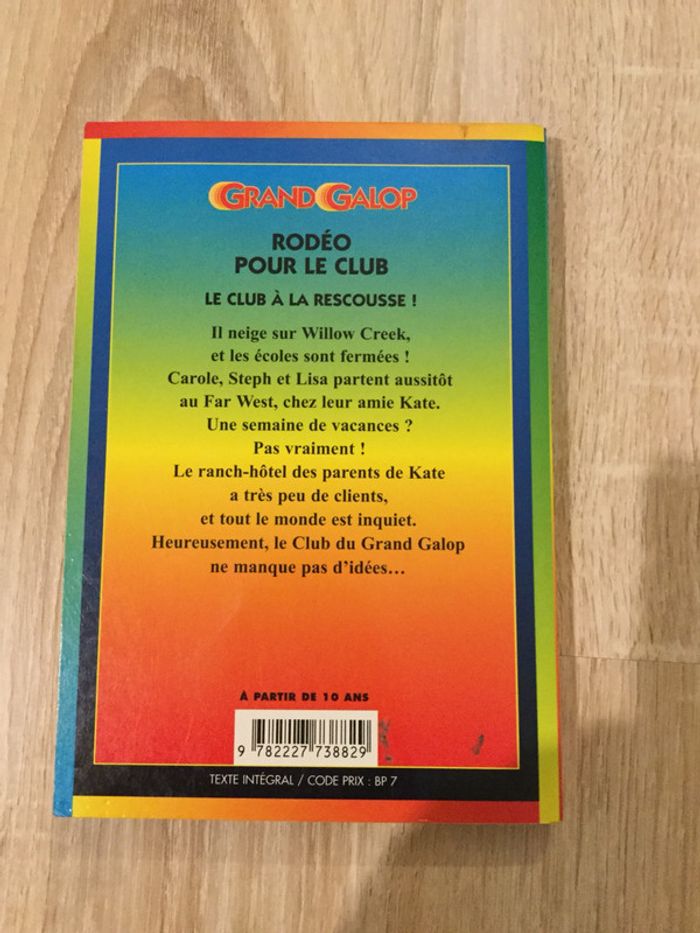 GRAND GALOP
RODÉO
POUR LE CLUB
LE CLUB À LA RESCOUSSE !
Il neige sur Willow Creek,
et les écoles sont fermées !
Carole, Steph et Lisa partent aussitôt
au Far West, chez leur amie Kate.
Une semaine de vacances ?
Pas vraiment !
Le ranch-hôtel des parents de Kate
a très peu de clients,
et tout le monde est inquiet.
Heureusement, le Club du Grand Galop
ne manque pas d'idées…
À PARTIR DE 10 ANS
9 782227 738829
TEXTE INTÉGRAL / CODE PRIX : BP 7